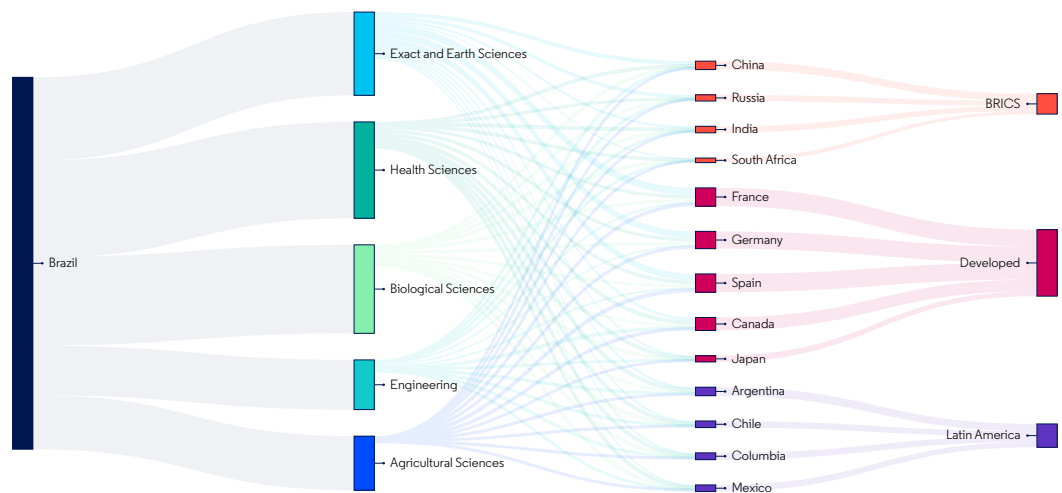 Brazil
Exact and Earth Sciences
Health Sciences
Biological Sciences
Engineering
Agricultural Sciences
China
Russia
India
South Africa
France
Germany
Spain
Canada
Japan
Argentina
Chile
Columbia
Mexico
BRICS
Developed
Latin America